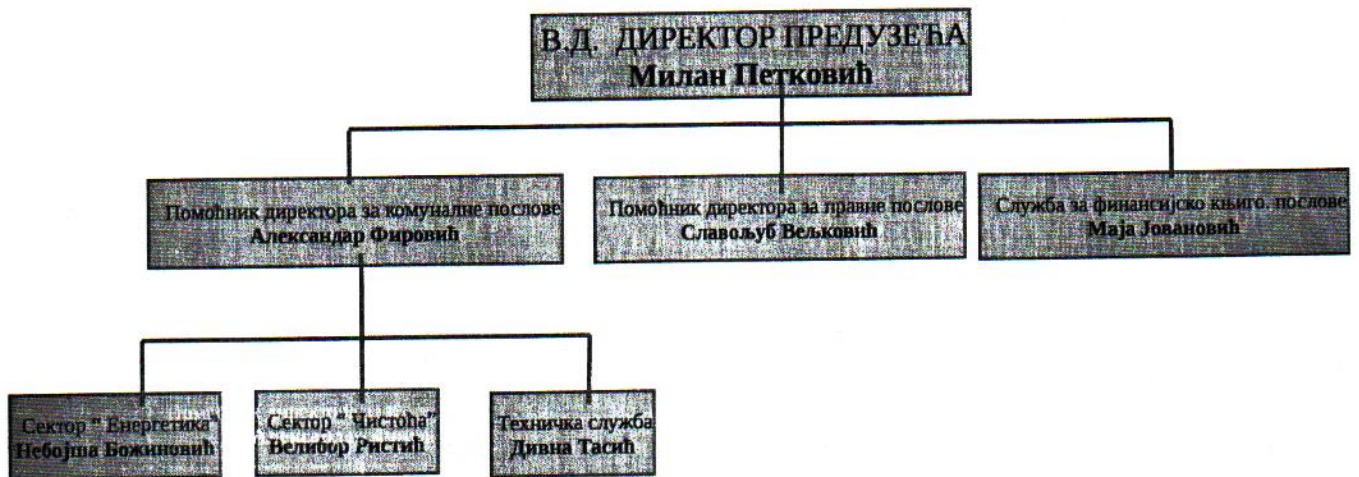 В.Д. ДИРЕКТОР ПРЕДУЗЕЋА
Милан Петковић
Помоћник директора за комуналне послове
Александар Фировић
Помоћник директора за правне послове
Славољуб Вељковић
Служба за финансијско књиго. послове
Маја Јовановић
Сектор " Енергетика"
Небојша Божиновић
Сектор " Чистоћа"
Велибор Ристић
Техничка служба
Дивна Тасић